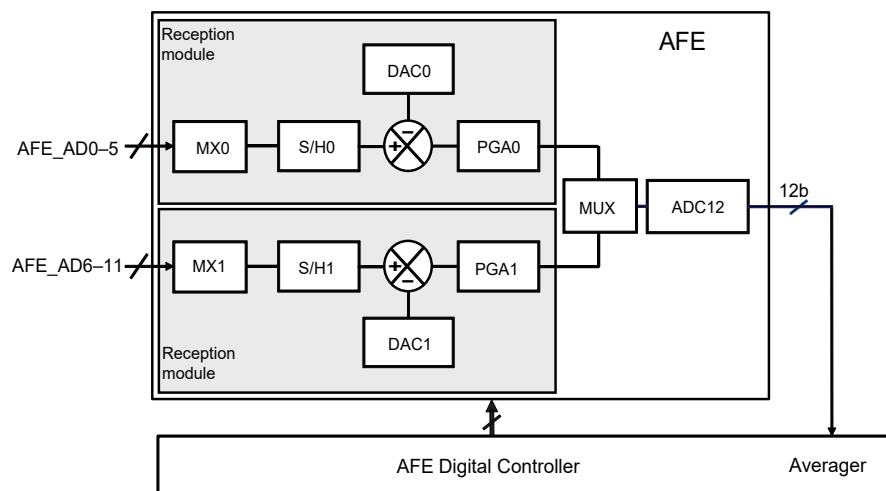 Reception
module
AFE
DAC0
AFE_AD0–5
MX0
S/H0
−
+
PGA0
MUX
ADC12
12b
AFE_AD6–11
MX1
S/H1
+
−
PGA1
DAC1
Reception
module
AFE Digital Controller
Averager